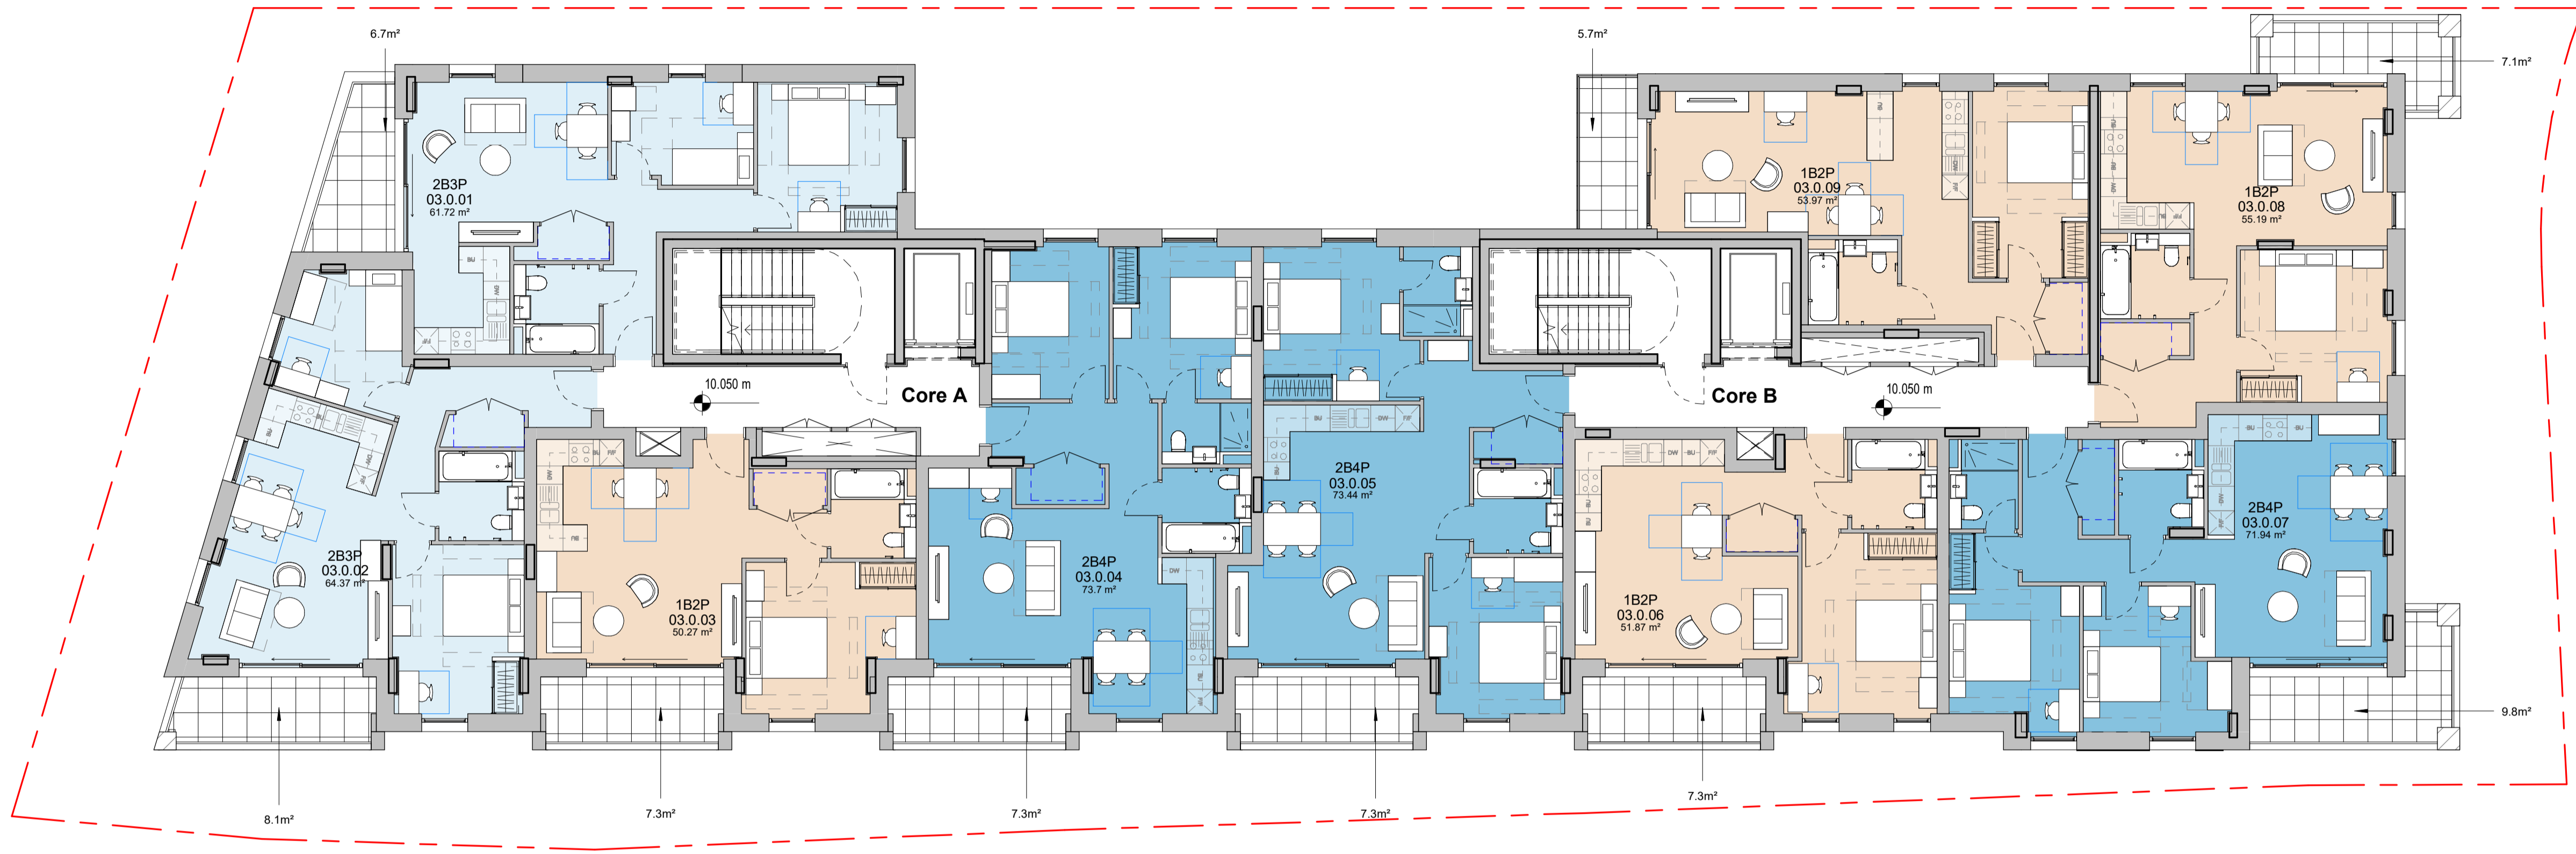 6.7m²
5.7m²
7.1m²
2B3P
03.0.01
61.72 m²
1B2P
03.0.09
53.97 m²
1B2P
03.0.08
55.19 m²
10.050 m
Core A
Core B
10.050 m
2B3P
03.0.02
64.37 m²
1B2P
03.0.03
50.27 m²
2B4P
03.0.04
73.7 m²
2B4P
03.0.05
73.44 m²
1B2P
03.0.06
51.87 m²
2B4P
03.0.07
71.94 m²
DW
F/F
DW
F/F
DW
F/F
DW
F/F
8.1m²
7.3m²
7.3m²
7.3m²
7.3m²
9.8m²